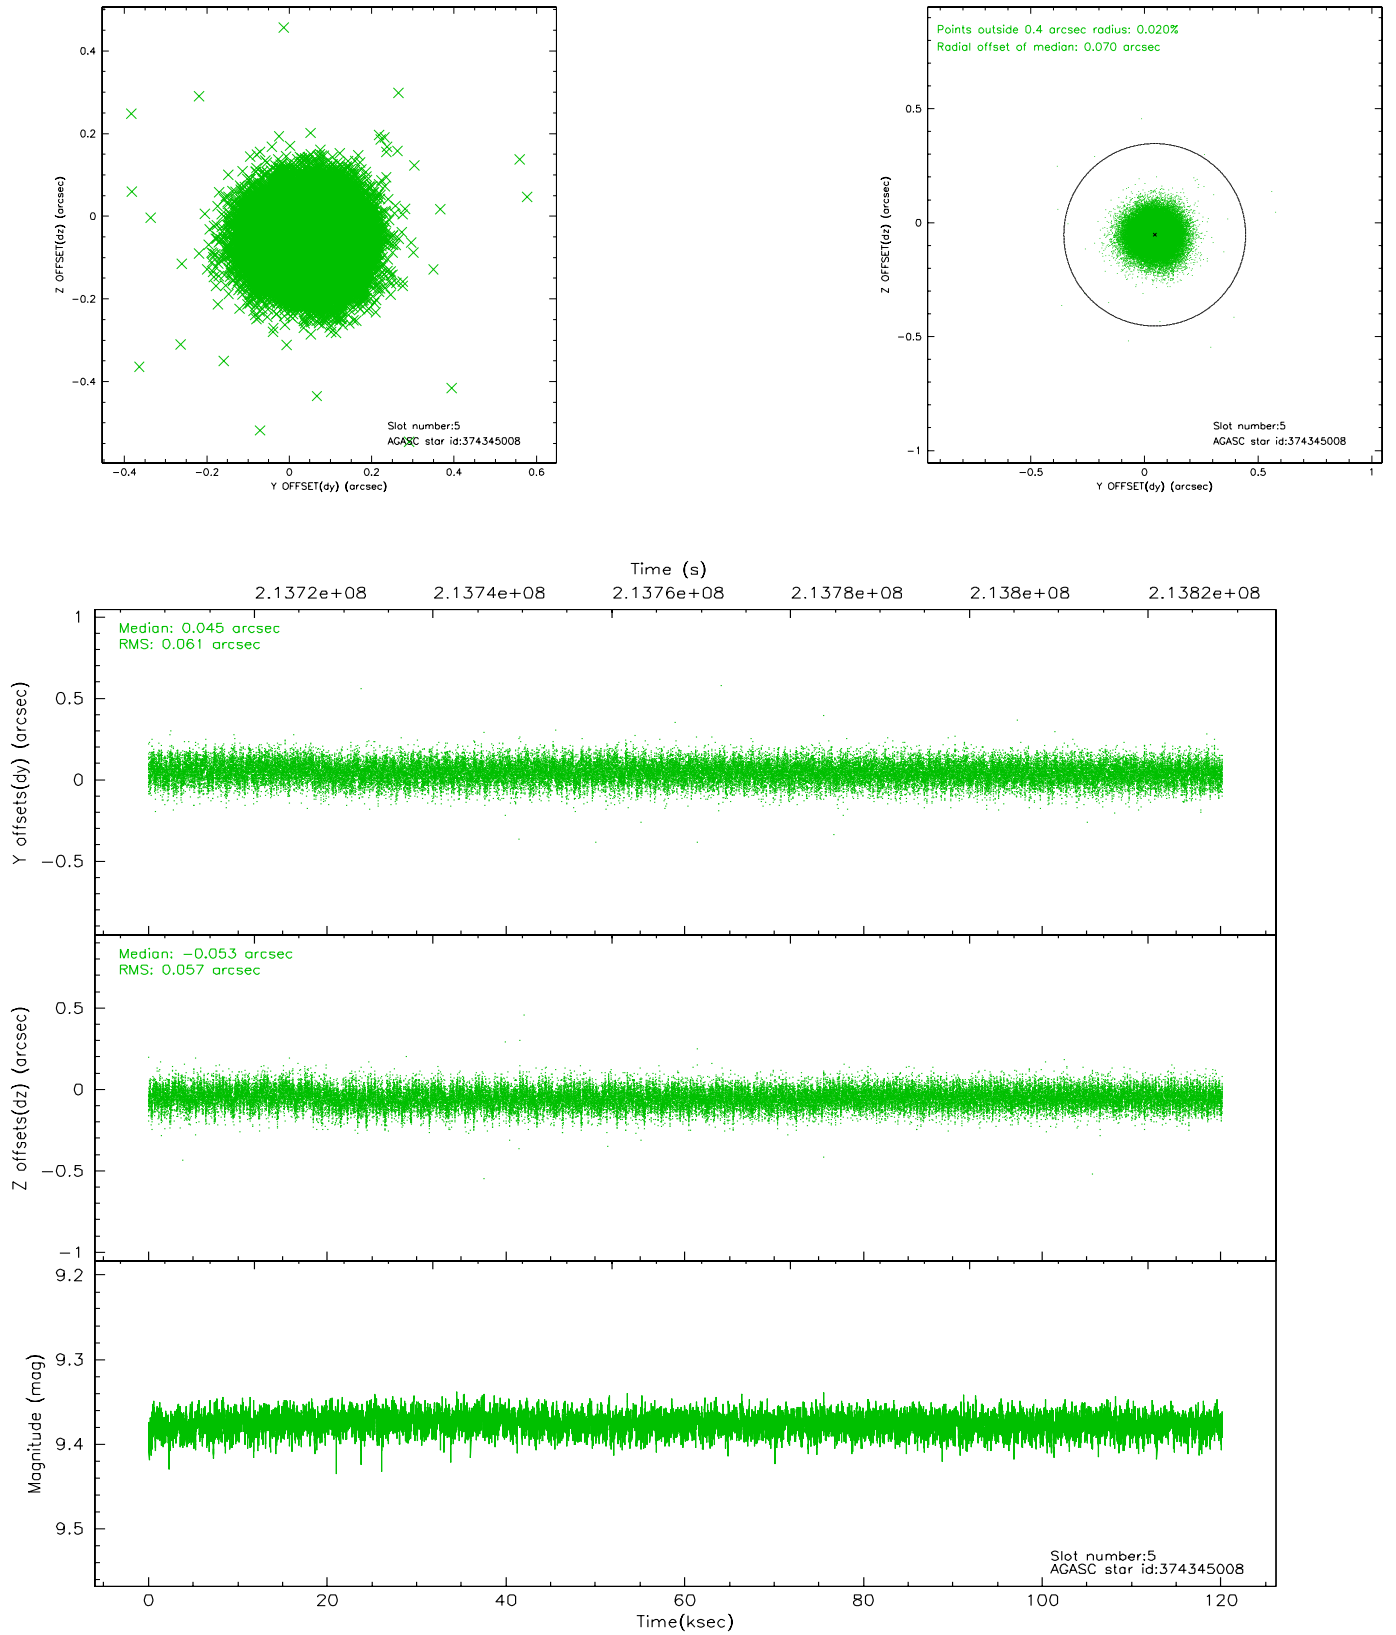 0.4
0.2
0
−0.2
−0.4
Z OFFSET(dz) (arcsec)
Slot number:5
AGASC star id:374345008
−0.4 −0.2 0 0.2 0.4 0.6
Y OFFSET(dy) (arcsec)
Points outside 0.4 arcsec radius: 0.020%
Radial offset of median: 0.070 arcsec
0.5
0
−0.5
−1
Z OFFSET(dz) (arcsec)
Slot number:5
AGASC star id:374345008
−0.5 0 0.5 1
Y OFFSET(dy) (arcsec)
Time (s)
2.1372e+08 2.1374e+08 2.1376e+08 2.1378e+08 2.138e+08 2.1382e+08
Median: 0.045 arcsec
RMS: 0.061 arcsec
1
0.5
0
−0.5
Y offsets(dy) (arcsec)
Median: −0.053 arcsec
RMS: 0.057 arcsec
0.5
0
−0.5
−1
Z offsets(dz) (arcsec)
9.2
9.3
9.4
9.5
Magnitude (mag)
Slot number:5
AGASC star id:374345008
0 20 40 60 80 100 120
Time(ksec)